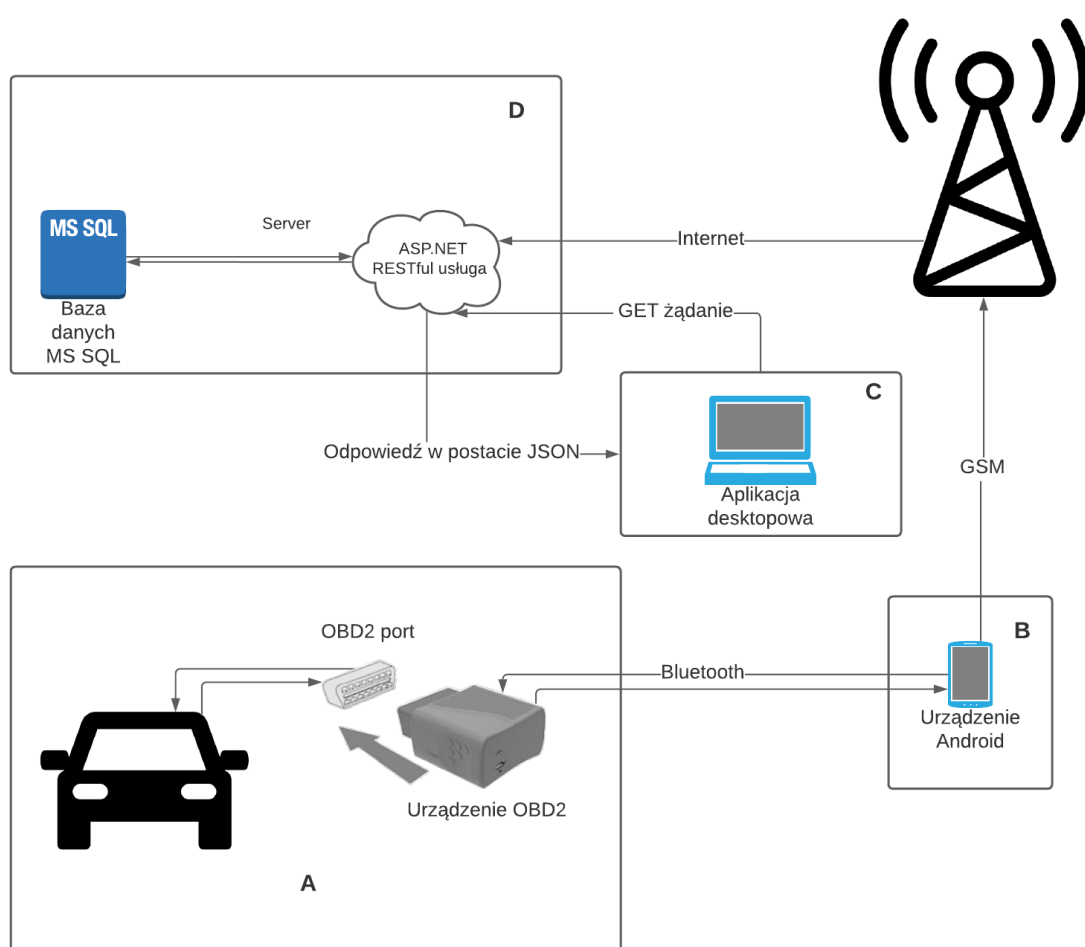 D
MS SQL
Server
ASP.NET
RESTful usługa
Internet
Baza
danych
MS SQL
GET żądanie
C
Odpowiedź w postacie JSON
Aplikacja
desktopowa
GSM
OBD2 port
B
Bluetooth
Urządzenie
Android
Urządzenie OBD2
A